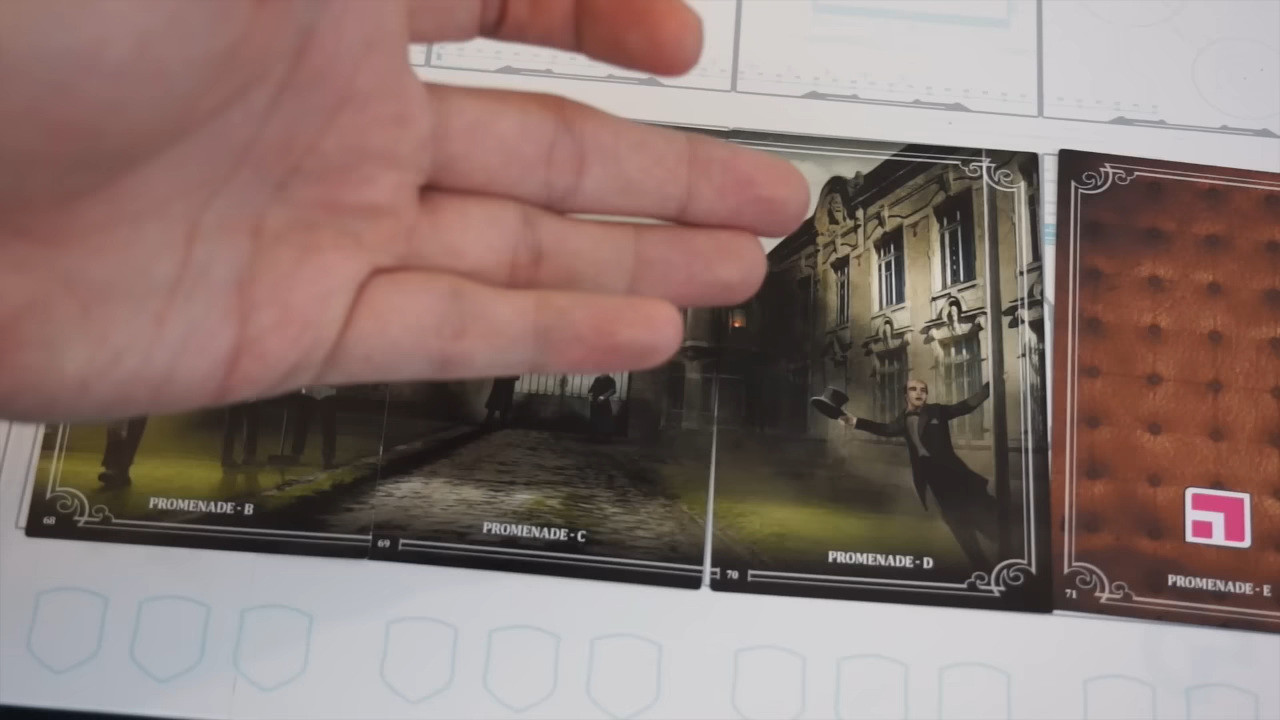 PROMENADE - B
68
PROMENADE - C
69
PROMENADE - D
70
PROMENADE - E
71